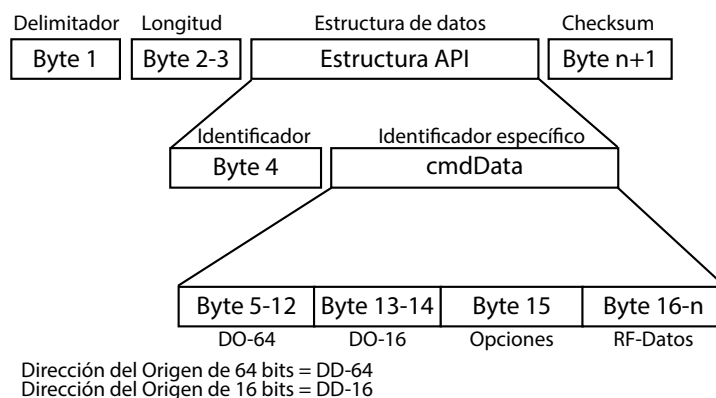 Delimitador Longitud Estructura de datos Checksum
Byte 1 Byte 2-3 Estructura API Byte n+1
Identificador Identificador específico
Byte 4 cmdData
Byte 5-12 Byte 13-14 Byte 15 Byte 16-n
DO-64 DO-16 Opciones RF-Datos
Dirección del Origen de 64 bits = DD-64
Dirección del Origen de 16 bits = DD-16